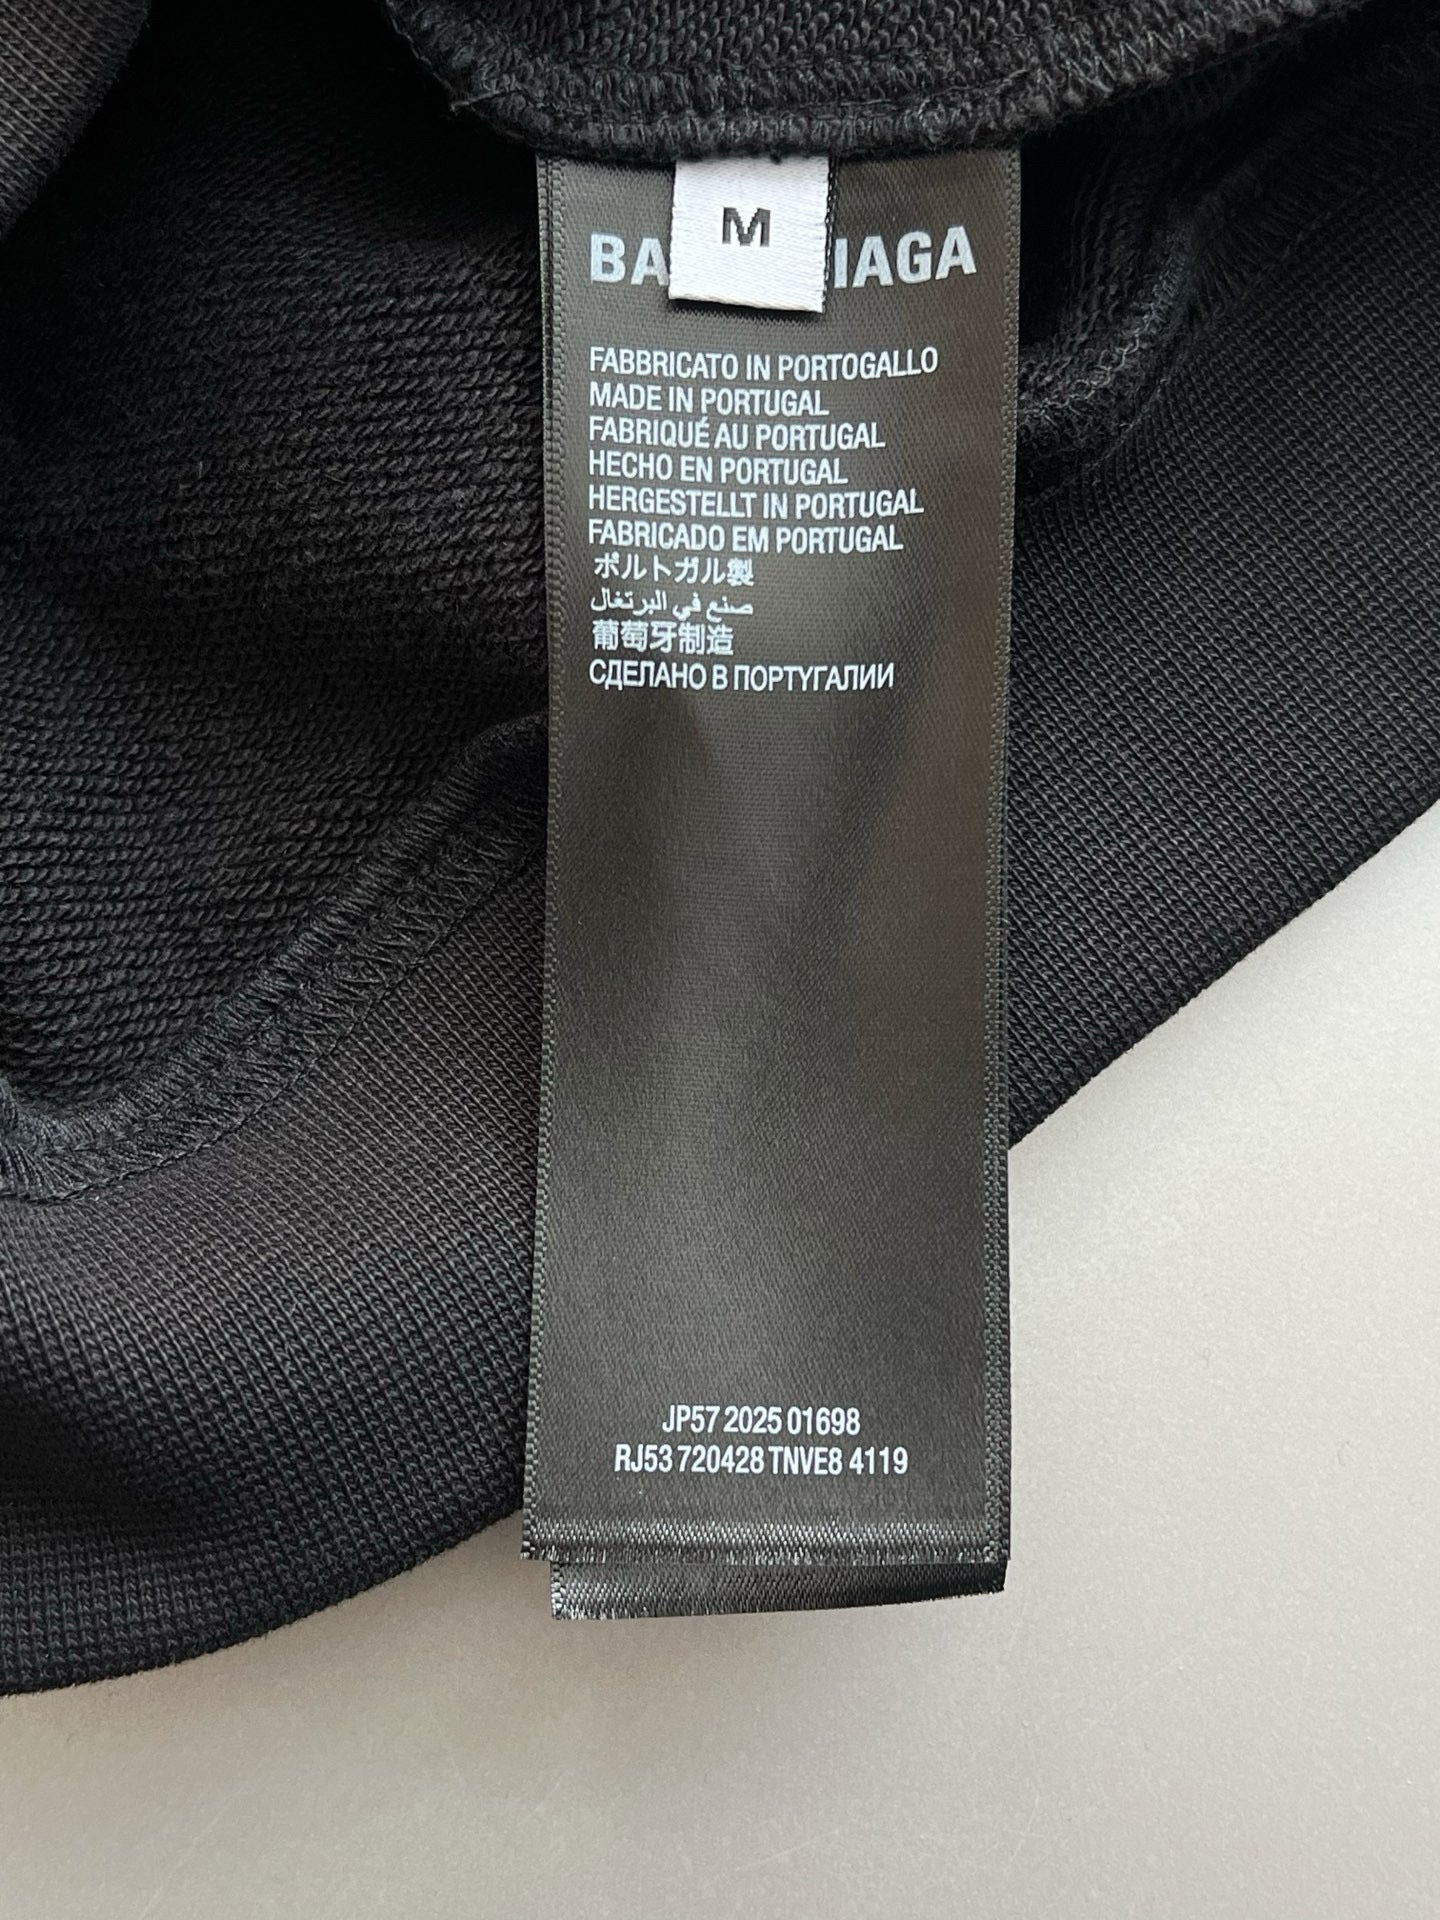 M
BA IAGA
FABBRICATO IN PORTOGALLO
MADE IN PORTUGAL
FABRIQUÉ AU PORTUGAL
HECHO EN PORTUGAL
HERGESTELLT IN PORTUGAL
FABRICADO EM PORTUGAL
ポルトガル製
صنع في البرتغال
葡萄牙制造
СДЕЛАНО В ПОРТУГАЛИИ
JP57 2025 01698
RJ53 720428 TNVE8 4119